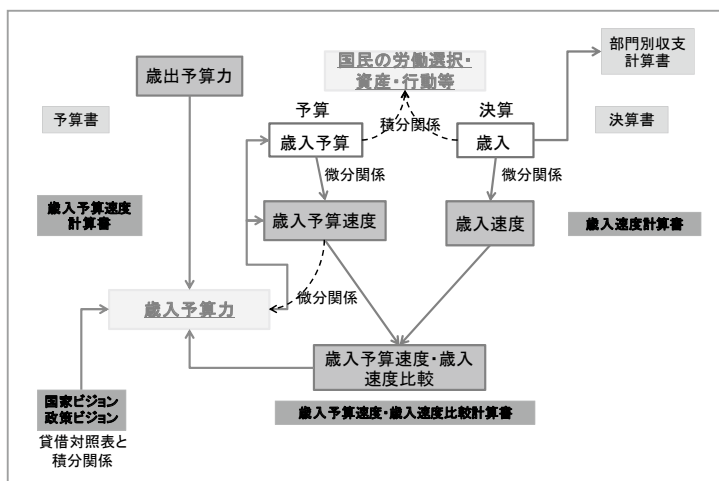 部門別収支
計算書
国民の労働選択・
資産・行動等
歳出予算力
予算書
予算
決算
決算書
歳入予算
積分関係
歳入
微分関係
微分関係
歳入予算速度
計算書
歳入予算速度
歳入速度
歳入速度計算書
微分関係
歳入予算力
歳入予算速度・歳入
速度比較
国家ビジョン
政策ビジョン
歳入予算速度・歳入速度比較計算書
貸借対照表と
積分関係